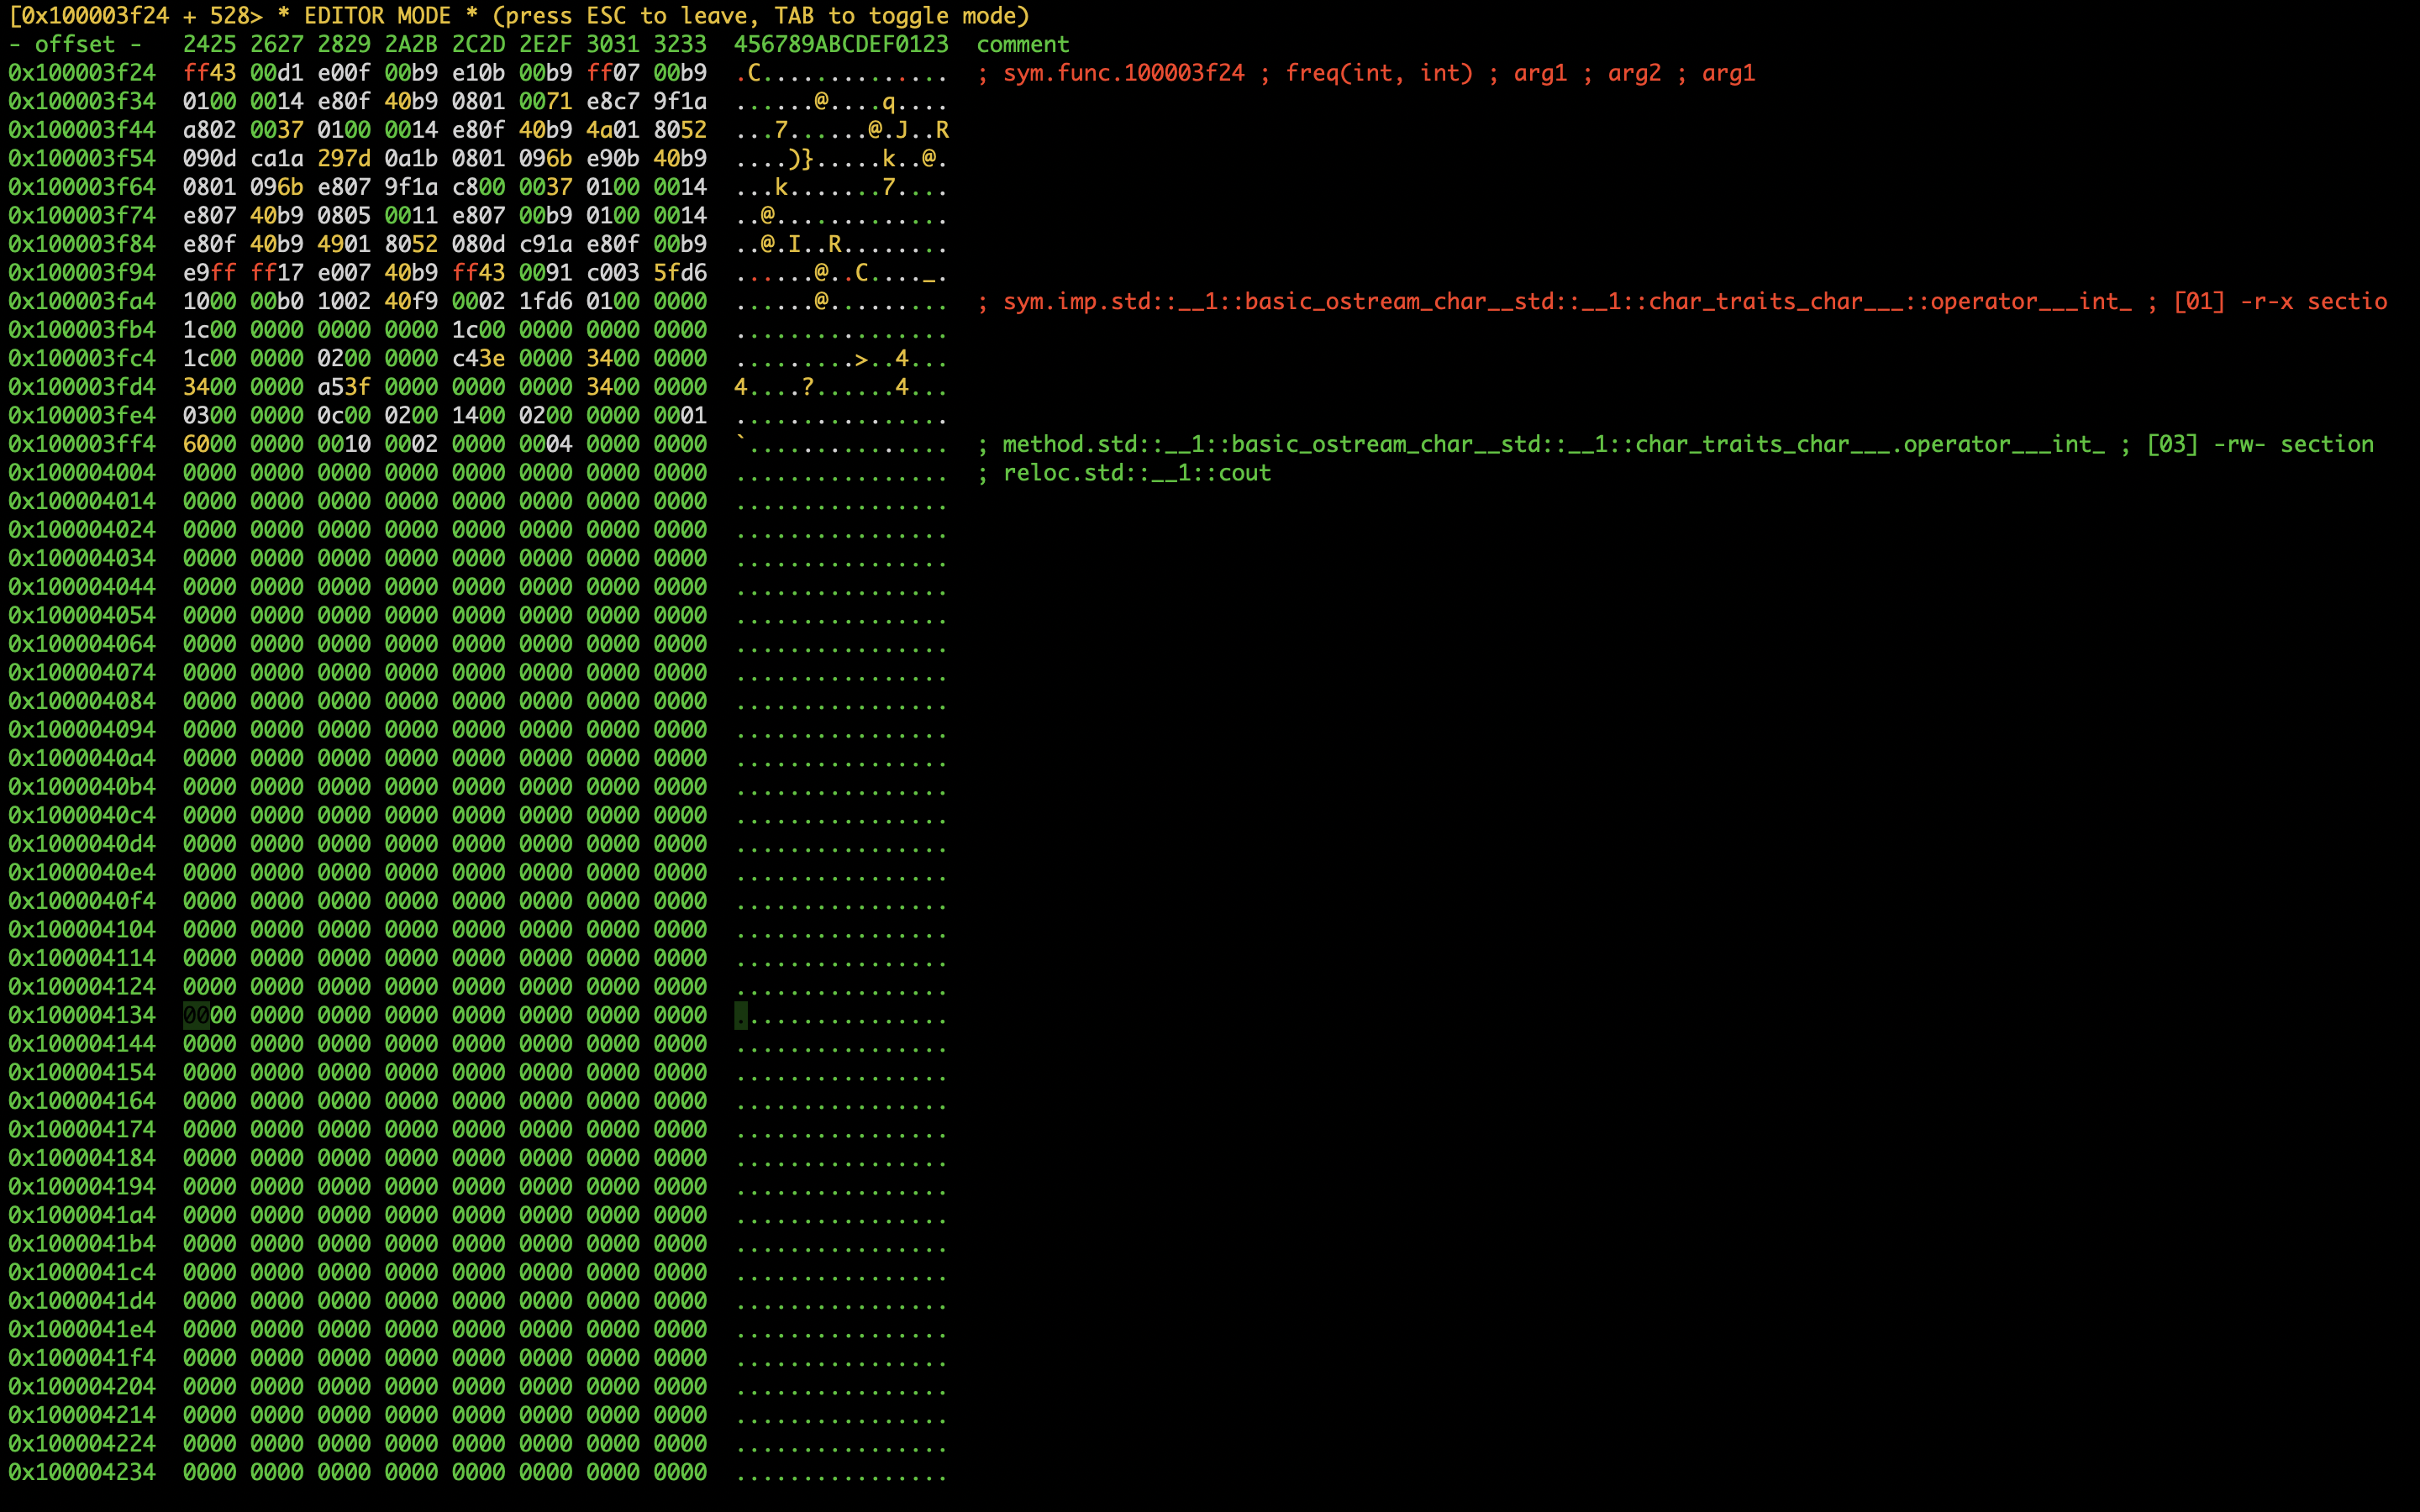 [0x100003f24 + 528> * EDITOR MODE * (press ESC to leave, TAB to toggle mode)
- offset -   2425 2627 2829 2A2B 2C2D 2E2F 3031 3233  456789ABCDEF0123  comment
0x100003f24  ff43 00d1 e00f 00b9 e10b 00b9 ff07 00b9  .C..............  ; sym.func.100003f24 ; freq(int, int) ; arg1 ; arg2 ; arg1
0x100003f34  0100 0014 e80f 40b9 0801 0071 e8c7 9f1a  ......@....q....
0x100003f44  a802 0037 0100 0014 e80f 40b9 4a01 8052  ...7......@.J..R
0x100003f54  090d ca1a 297d 0a1b 0801 096b e90b 40b9  ....)}.....k..@.
0x100003f64  0801 096b e807 9f1a c800 0037 0100 0014  ...k.......7....
0x100003f74  e807 40b9 0805 0011 e807 00b9 0100 0014  ..@.............
0x100003f84  e80f 40b9 4901 8052 080d c91a e80f 00b9  ..@.I..R........
0x100003f94  e9ff ff17 e007 40b9 ff43 0091 c003 5fd6  ......@..C...._.
0x100003fa4  1000 00b0 1002 40f9 0002 1fd6 0100 0000  ......@.........  ; sym.imp.std::__1::basic_ostream_char__std::__1::char_traits_char___::operator___int_ ; [01] -r-x sectio
0x100003fb4  1c00 0000 0000 0000 1c00 0000 0000 0000  ................
0x100003fc4  1c00 0000 0200 0000 c43e 0000 3400 0000  .........>..4...
0x100003fd4  3400 0000 a53f 0000 0000 0000 3400 0000  4....?......4...
0x100003fe4  0300 0000 0c00 0200 1400 0200 0000 0001  ................
0x100003ff4  6000 0000 0010 0002 0000 0004 0000 0000  `...............  ; method.std::__1::basic_ostream_char__std::__1::char_traits_char___.operator___int_ ; [03] -rw- section
0x100004004  0000 0000 0000 0000 0000 0000 0000 0000  ................  ; reloc.std::__1::cout
0x100004014  0000 0000 0000 0000 0000 0000 0000 0000  ................
0x100004024  0000 0000 0000 0000 0000 0000 0000 0000  ................
0x100004034  0000 0000 0000 0000 0000 0000 0000 0000  ................
0x100004044  0000 0000 0000 0000 0000 0000 0000 0000  ................
0x100004054  0000 0000 0000 0000 0000 0000 0000 0000  ................
0x100004064  0000 0000 0000 0000 0000 0000 0000 0000  ................
0x100004074  0000 0000 0000 0000 0000 0000 0000 0000  ................
0x100004084  0000 0000 0000 0000 0000 0000 0000 0000  ................
0x100004094  0000 0000 0000 0000 0000 0000 0000 0000  ................
0x1000040a4  0000 0000 0000 0000 0000 0000 0000 0000  ................
0x1000040b4  0000 0000 0000 0000 0000 0000 0000 0000  ................
0x1000040c4  0000 0000 0000 0000 0000 0000 0000 0000  ................
0x1000040d4  0000 0000 0000 0000 0000 0000 0000 0000  ................
0x1000040e4  0000 0000 0000 0000 0000 0000 0000 0000  ................
0x1000040f4  0000 0000 0000 0000 0000 0000 0000 0000  ................
0x100004104  0000 0000 0000 0000 0000 0000 0000 0000  ................
0x100004114  0000 0000 0000 0000 0000 0000 0000 0000  ................
0x100004124  0000 0000 0000 0000 0000 0000 0000 0000  ................
0x100004134  0000 0000 0000 0000 0000 0000 0000 0000  ................
0x100004144  0000 0000 0000 0000 0000 0000 0000 0000  ................
0x100004154  0000 0000 0000 0000 0000 0000 0000 0000  ................
0x100004164  0000 0000 0000 0000 0000 0000 0000 0000  ................
0x100004174  0000 0000 0000 0000 0000 0000 0000 0000  ................
0x100004184  0000 0000 0000 0000 0000 0000 0000 0000  ................
0x100004194  0000 0000 0000 0000 0000 0000 0000 0000  ................
0x1000041a4  0000 0000 0000 0000 0000 0000 0000 0000  ................
0x1000041b4  0000 0000 0000 0000 0000 0000 0000 0000  ................
0x1000041c4  0000 0000 0000 0000 0000 0000 0000 0000  ................
0x1000041d4  0000 0000 0000 0000 0000 0000 0000 0000  ................
0x1000041e4  0000 0000 0000 0000 0000 0000 0000 0000  ................
0x1000041f4  0000 0000 0000 0000 0000 0000 0000 0000  ................
0x100004204  0000 0000 0000 0000 0000 0000 0000 0000  ................
0x100004214  0000 0000 0000 0000 0000 0000 0000 0000  ................
0x100004224  0000 0000 0000 0000 0000 0000 0000 0000  ................
0x100004234  0000 0000 0000 0000 0000 0000 0000 0000  ................